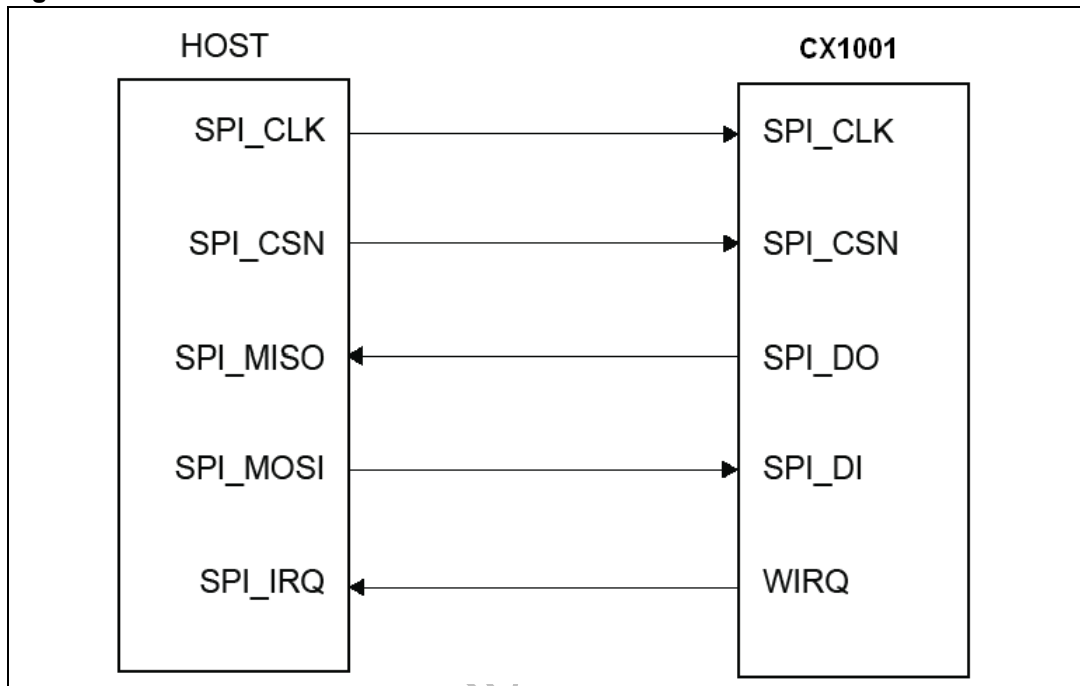 HOST
CX1001
SPI_CLK
SPI_CLK
SPI_CSN
SPI_CSN
SPI_MISO
SPI_DO
SPI_MOSI
SPI_DI
SPI_IRQ
WIRQ